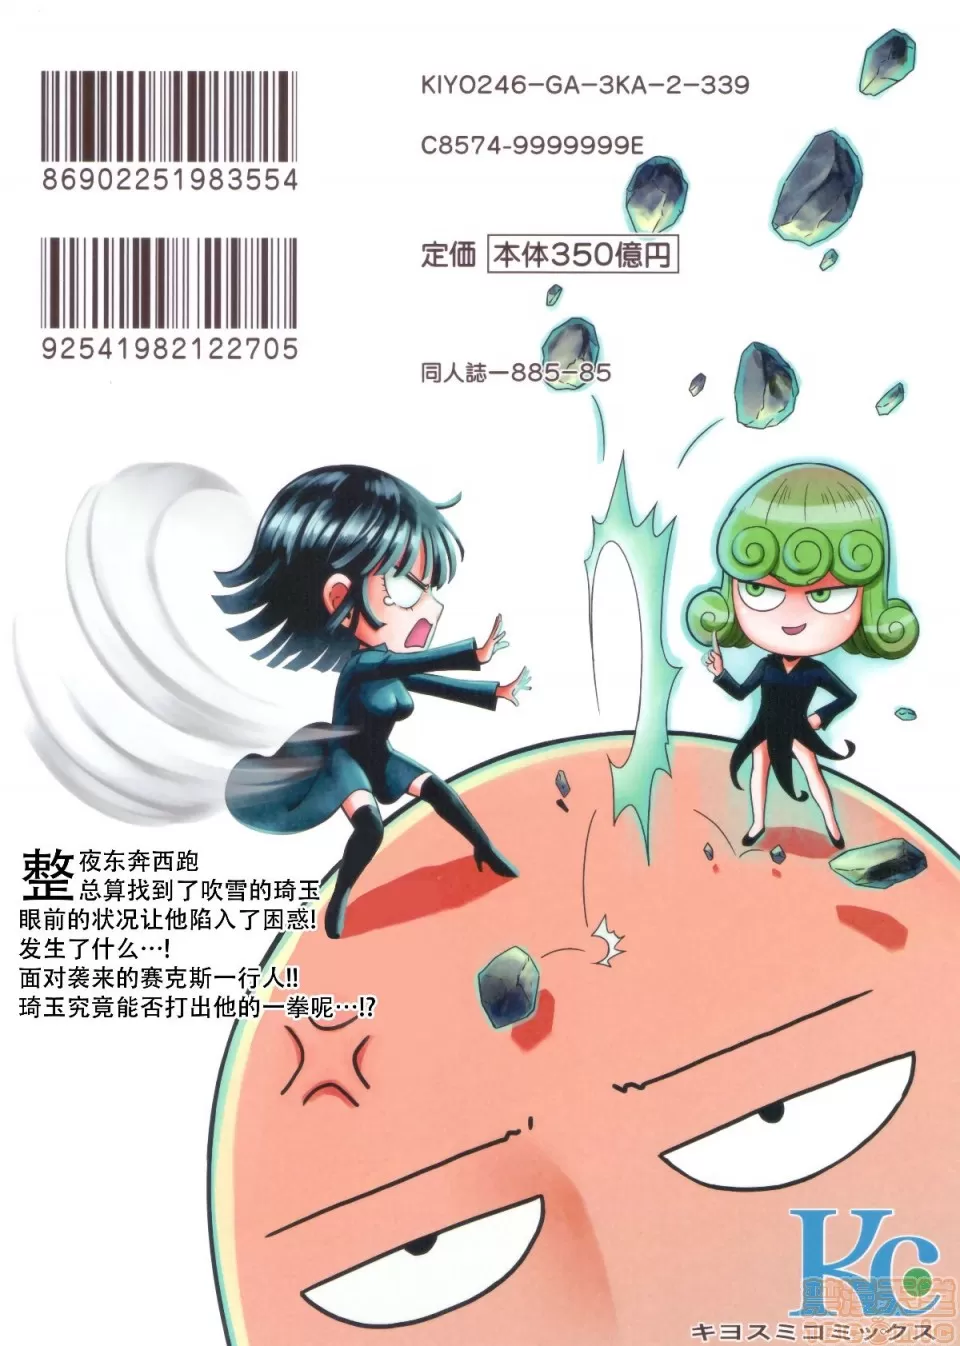 86902251983554
92541982122705
KIYO246-GA-3KA-2-339
C8574-9999999E
定価 本体350億円
同人誌ー885-85
整夜东奔西跑
总算找到了吹雪的琦玉
眼前的状况让他陷入了困惑!
发生了什么…!
面对袭来的赛克斯一行人!!
琦玉究竟能否打出他的一拳呢…!?
KC
キヨスミコミックス